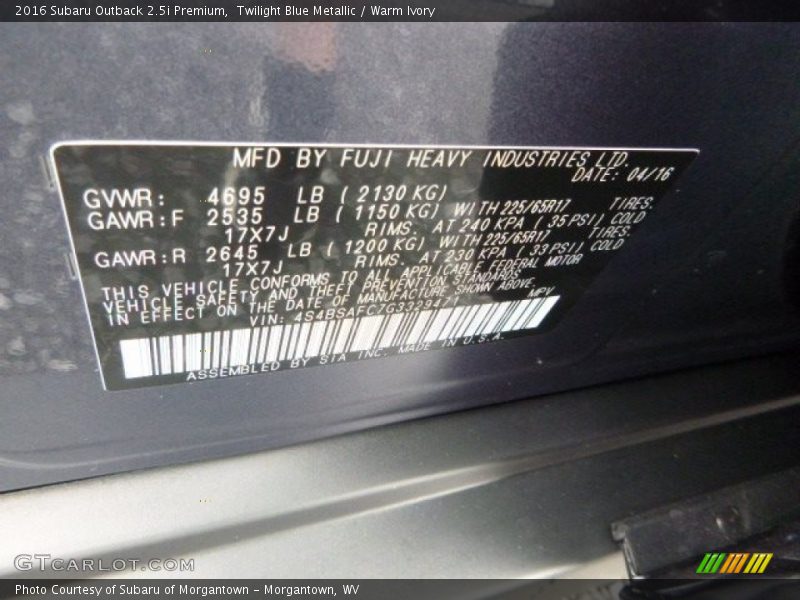 2016 Subaru Outback 2.5i Premium,  Twilight Blue Metallic / Warm Ivory
MFD BY FUJI HEAVY INDUSTRIES LTD.
DATE: 04/16
GVWR: 4695 LB (2130 KG)
GAWR:F 2535 LB (1150 KG) WITH 225/65R17 TIRES.
17X7J RIMS. AT 240 KPA (35 PSI) COLD
GAWR:R 2645 LB (1200 KG) WITH 225/65R17 TIRES.
17X7J RIMS. AT 230 KPA (33 PSI) COLD
THIS VEHICLE CONFORMS TO ALL APPLICABLE FEDERAL MOTOR
VEHICLE SAFETY AND THEFT PREVENTION STANDARDS
IN EFFECT ON THE DATE OF MANUFACTURE SHOWN ABOVE.
VIN: 4S4BSAFC7G3323471 MPV
ASSEMBLED BY SIA INC. MADE IN U.S.A.
GTCARLOT.COM
Photo Courtesy of Subaru of Morgantown - Morgantown, WV